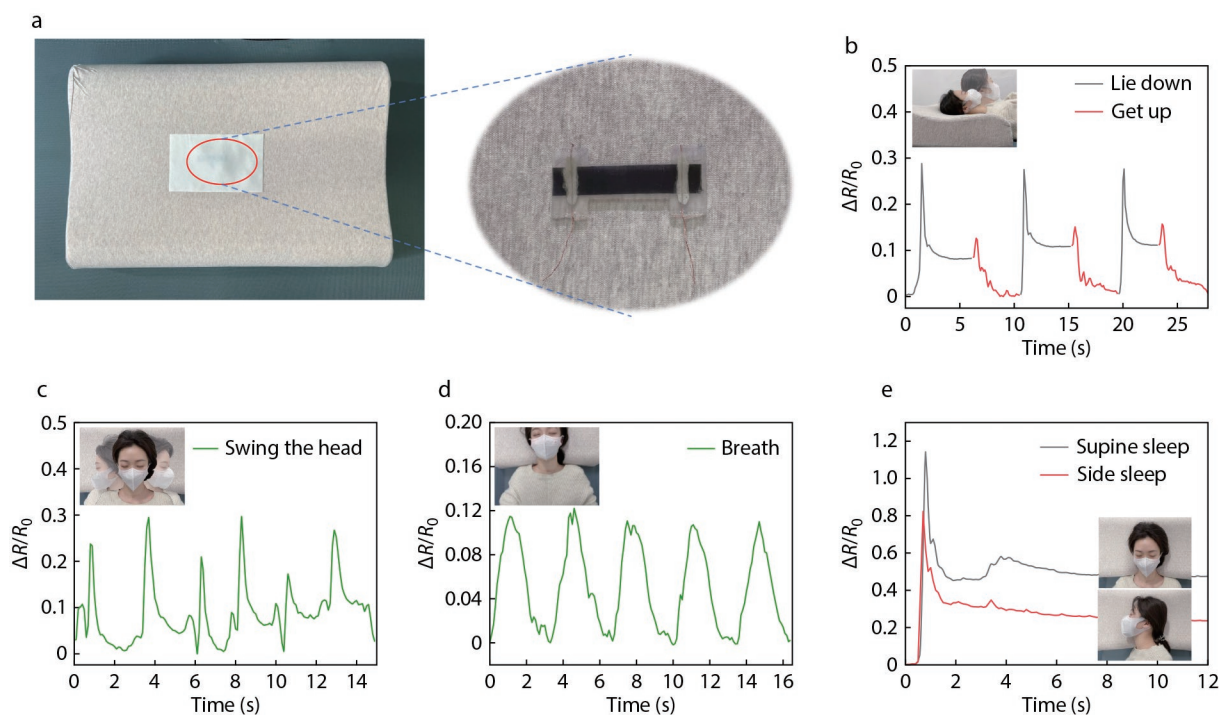 a
b
0.5
0.4
0.3
0.2
0.1
0
ΔR/R0
Lie down
Get up
0 5 10 15 20 25
Time (s)
c
0.5
0.4
0.3
0.2
0.1
0
ΔR/R0
Swing the head
0 2 4 6 8 10 12 14
Time (s)
d
0.20
0.16
0.12
0.08
0.04
0
ΔR/R0
Breath
0 2 4 6 8 10 12 14 16
Time (s)
e
1.2
1.0
0.8
0.6
0.4
0.2
0
ΔR/R0
Supine sleep
Side sleep
0 2 4 6 8 10 12
Time (s)